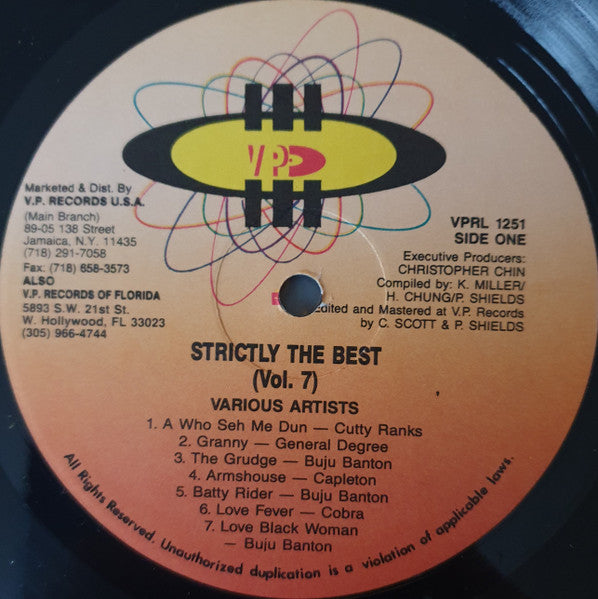 VP
Marketed & Dist. By
V.P. RECORDS U.S.A.
(Main Branch)
89-05 138 Street
Jamaica, N.Y. 11435
(718) 291-7058
Fax: (718) 658-3573
ALSO
V.P. RECORDS OF FLORIDA
5893 S.W. 21st St.
W. Hollywood, FL 33023
(305) 966-4744
VPRL 1251
SIDE ONE
Executive Producers:
CHRISTOPHER CHIN
Compiled by: K. MILLER/
H. CHUNG/P. SHIELDS
Edited and Mastered at V.P. Records
by C. SCOTT & P. SHIELDS
STRICTLY THE BEST
(Vol. 7)
VARIOUS ARTISTS
1. A Who Seh Me Dun — Cutty Ranks
2. Granny — General Degree
3. The Grudge — Buju Banton
4. Armshouse — Capleton
5. Batty Rider — Buju Banton
6. Love Fever — Cobra
7. Love Black Woman
– Buju Banton
All Rights Reserved. Unauthorized duplication is a violation of applicable laws.